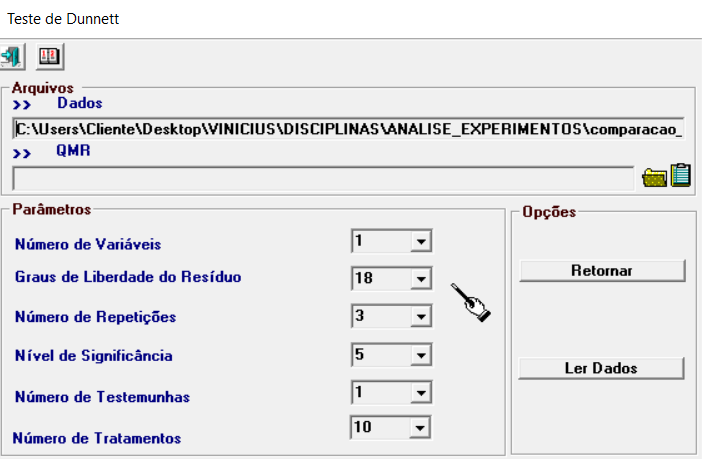 Teste de Dunnett
Arquivos
>> Dados
C:\Users\Cliente\Desktop\VINICIUS\DISCIPLINAS\ANALISE_EXPERIMENTOS\comparacao_
>> QMR
Parâmetros
Número de Variáveis 1
Graus de Liberdade do Resíduo 18
Número de Repetições 3
Nível de Significância 5
Número de Testemunhas 1
Número de Tratamentos 10
Opções
Retornar
Ler Dados